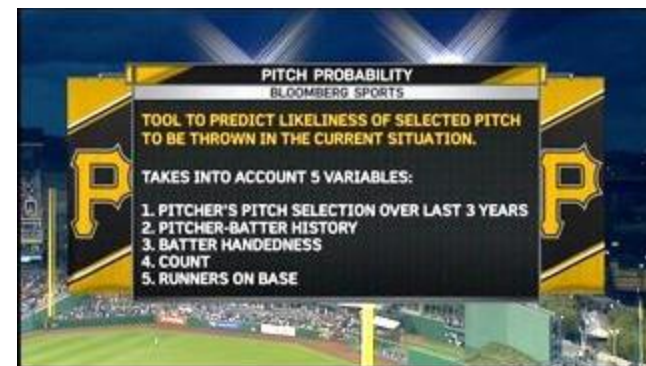 PITCH PROBABILITY
BLOOMBERG SPORTS
TOOL TO PREDICT LIKELINESS OF SELECTED PITCH
TO BE THROWN IN THE CURRENT SITUATION.
TAKES INTO ACCOUNT 5 VARIABLES:
P
P
1. PITCHER'S PITCH SELECTION OVER LAST 3 YEARS
2. PITCHER-BATTER HISTORY
3. BATTER HANDEDNESS
4. COUNT
5. RUNNERS ON BASE